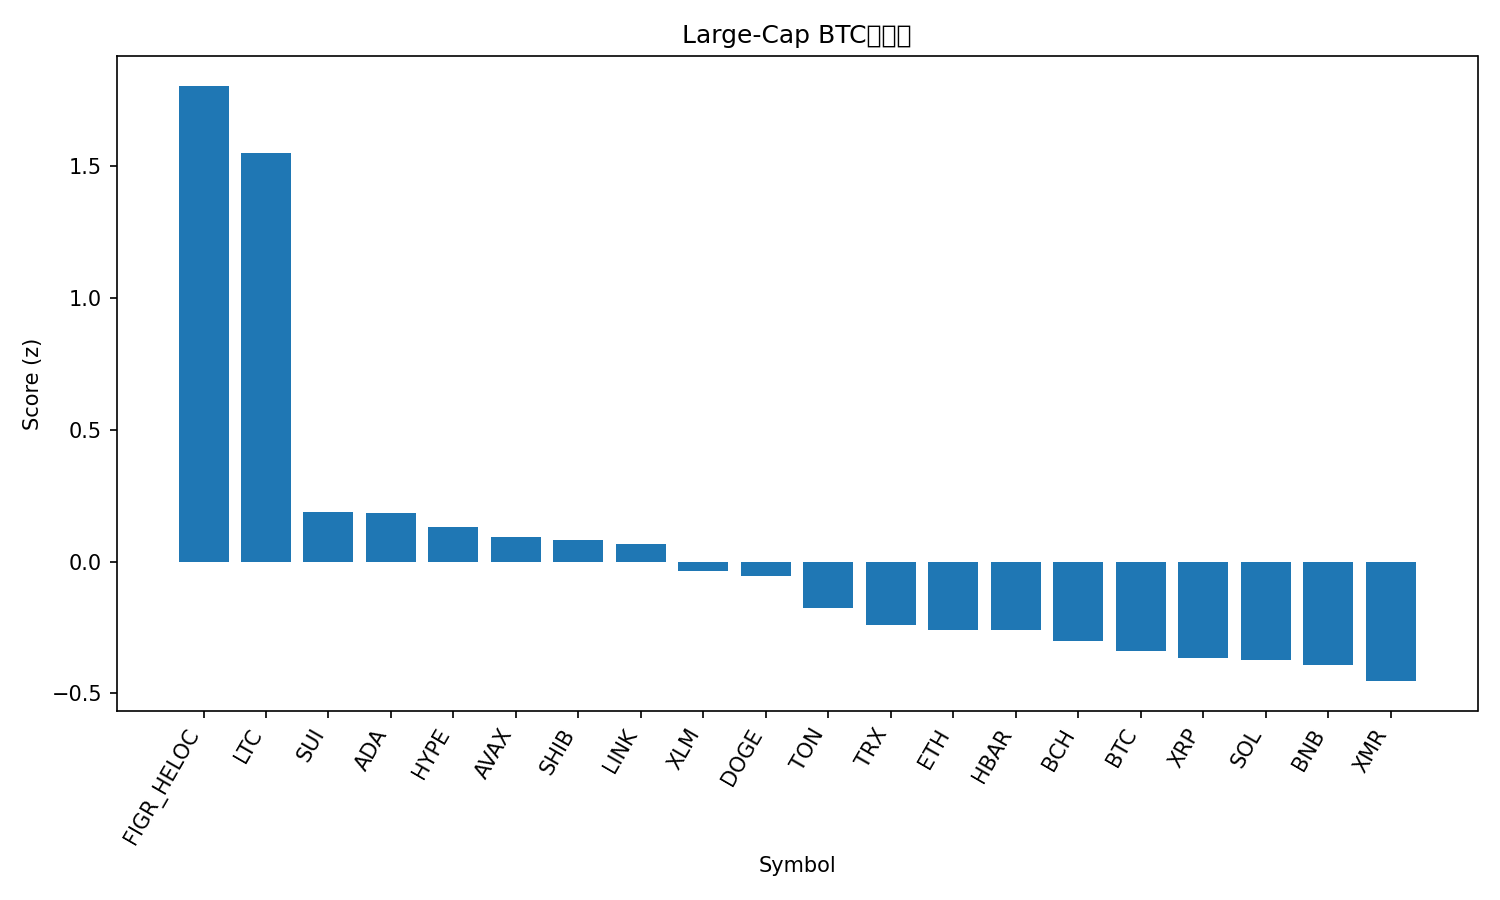 Large-Cap BTC
Score (z)
1.5
1.0
0.5
0.0
−0.5
FIGR_HELOC
LTC
SUI
ADA
HYPE
AVAX
SHIB
LINK
XLM
DOGE
TON
TRX
ETH
HBAR
BCH
BTC
XRP
SOL
BNB
XMR
Symbol